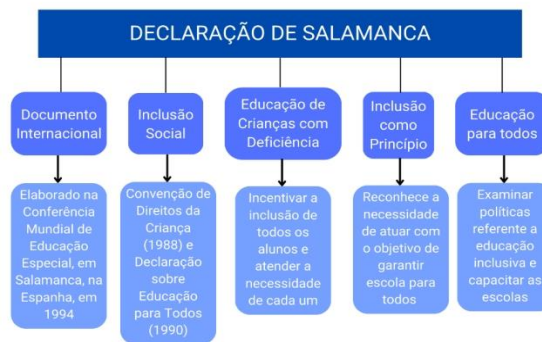 DECLARAÇÃO DE SALAMANCA
Documento
Internacional
Inclusão
Social
Educação de
Crianças com
Deficiência
Inclusão
como
Princípio
Educação
para todos
Elaborado na
Conferência
Mundial de
Educação
Especial, em
Salamanca, na
Espanha, em
1994
Convenção de
Direitos da
Criança
(1988) e
Declaração
sobre
Educação
para Todos
(1990)
Incentivar a
inclusão de
todos os
alunos e
atender a
necessidade
de cada um
Reconhece a
necessidade
de atuar com
o objetivo de
garantir
escola para
todos
Examinar
políticas
referente a
educação
inclusiva e
capacitar as
escolas